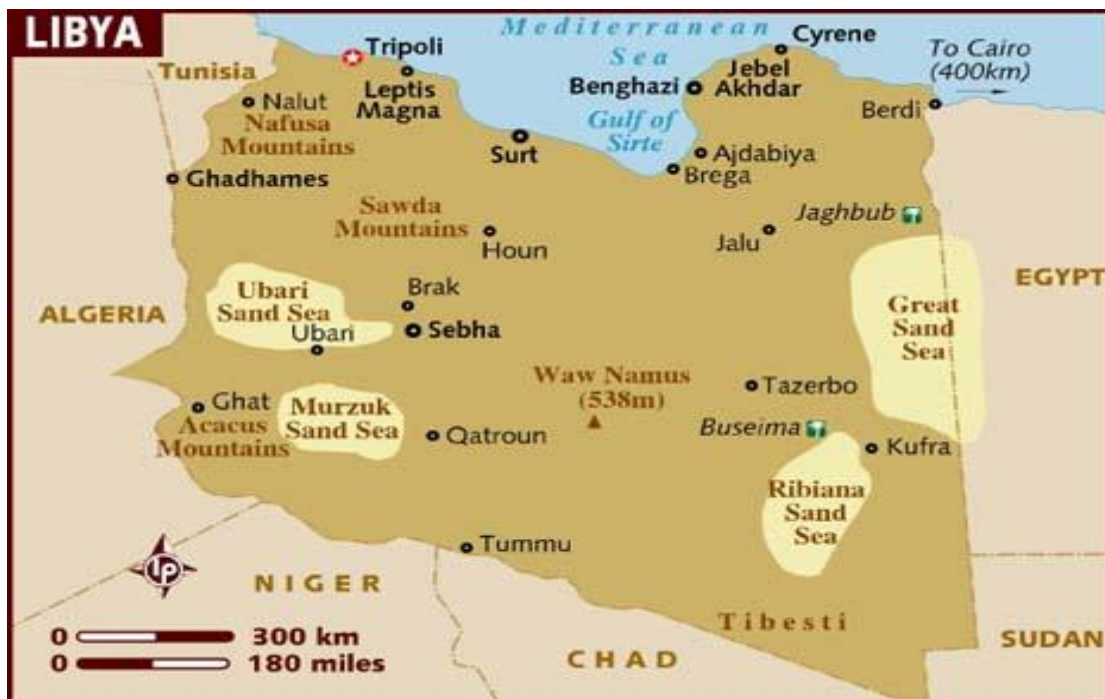 LIBYA
Mediterranean
Sea
Cyrene
To Cairo
(400km)
Tripoli
Tunisia
Leptis
Magna
Benghazi
Jebel
Akhdar
Nalut
Nafusa
Mountains
Berdi
Gulf of
Sirte
Surt
Ajdabiya
Brega
Ghadhames
Sawda
Mountains
Houn
Jaghbub
Jalu
ALGERIA
Ubari
Sand Sea
Ubari
Brak
Sebha
EGYPT
Great
Sand
Sea
Waw Namus
(538m)
Tazerbo
Ghat
Acacus
Mountains
Murzuk
Sand Sea
Qatroun
Buseima
Kufra
Ribiana
Sand
Sea
Tummu
lp
NIGER
Tibesti
SUDAN
CHAD
0 300 km
0 180 miles